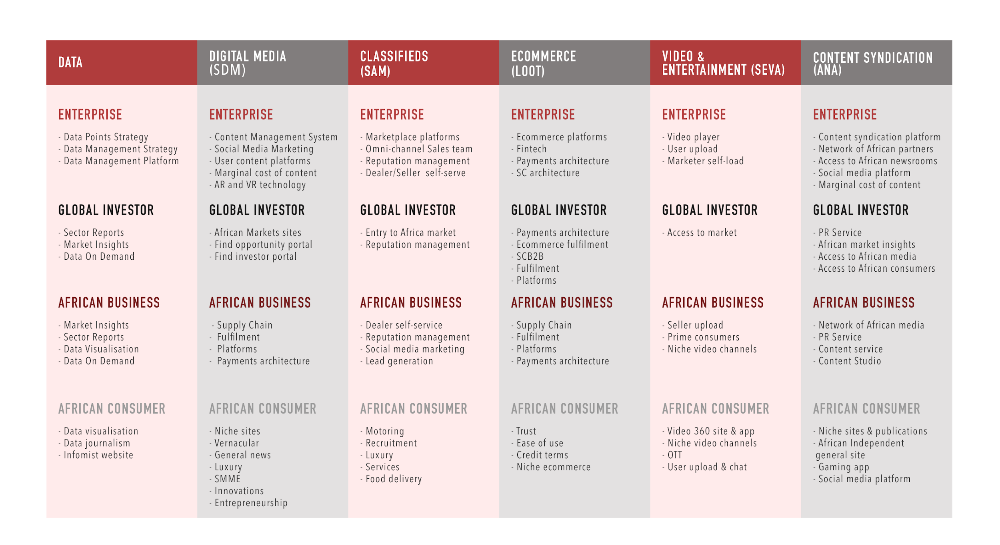 DATA
ENTERPRISE
- Data Points Strategy
- Data Management Strategy
- Data Management Platform
GLOBAL INVESTOR
- Sector Reports
- Market Insights
- Data On Demand
AFRICAN BUSINESS
- Market Insights
- Sector Reports
- Data Visualisation
- Data On Demand
AFRICAN CONSUMER
- Data visualisation
- Data journalism
- Infomist website
DIGITAL MEDIA
(SDM)
ENTERPRISE
- Content Management System
- Social Media Marketing
- User content platforms
- Marginal cost of content
- AR and VR technology
GLOBAL INVESTOR
- African Markets sites
- Find opportunity portal
- Find investor portal
AFRICAN BUSINESS
- Supply Chain
- Fulfilment
- Platforms
- Payments architecture
AFRICAN CONSUMER
- Niche sites
- Vernacular
- General news
- Luxury
- SMME
- Innovations
- Entrepreneurship
CLASSIFIEDS
(SAM)
ENTERPRISE
- Marketplace platforms
- Omni-channel Sales team
- Reputation management
- Dealer/Seller self-serve
GLOBAL INVESTOR
- Entry to Africa market
- Reputation management
AFRICAN BUSINESS
- Dealer self-service
- Reputation management
- Social media marketing
- Lead generation
AFRICAN CONSUMER
- Motoring
- Recruitment
- Luxury
- Services
- Food delivery
ECOMMERCE
(LOOT)
ENTERPRISE
- Ecommerce platforms
- Fintech
- Payments architecture
- SC architecture
GLOBAL INVESTOR
- Payments architecture
- Ecommerce fulfilment
- SCB2B
- Fulfilment
- Platforms
AFRICAN BUSINESS
- Supply Chain
- Fulfilment
- Platforms
- Payments architecture
AFRICAN CONSUMER
- Trust
- Ease of use
- Credit terms
- Niche ecommerce
VIDEO &
ENTERTAINMENT (SEVA)
ENTERPRISE
- Video player
- User upload
- Marketer self-load
GLOBAL INVESTOR
- Access to market
AFRICAN BUSINESS
- Seller upload
- Prime consumers
- Niche video channels
AFRICAN CONSUMER
- Video 360 site & app
- Niche video channels
- OTT
- User upload & chat
CONTENT SYNDICATION
(ANA)
ENTERPRISE
- Content syndication platform
- Network of African partners
- Access to African newsrooms
- Social media platform
- Marginal cost of content
GLOBAL INVESTOR
- PR Service
- African market insights
- Access to African media
- Access to African consumers
AFRICAN BUSINESS
- Network of African media
- PR Service
- Content service
- Content Studio
AFRICAN CONSUMER
- Niche sites & publications
- African Independent
general site
- Gaming app
- Social media platform